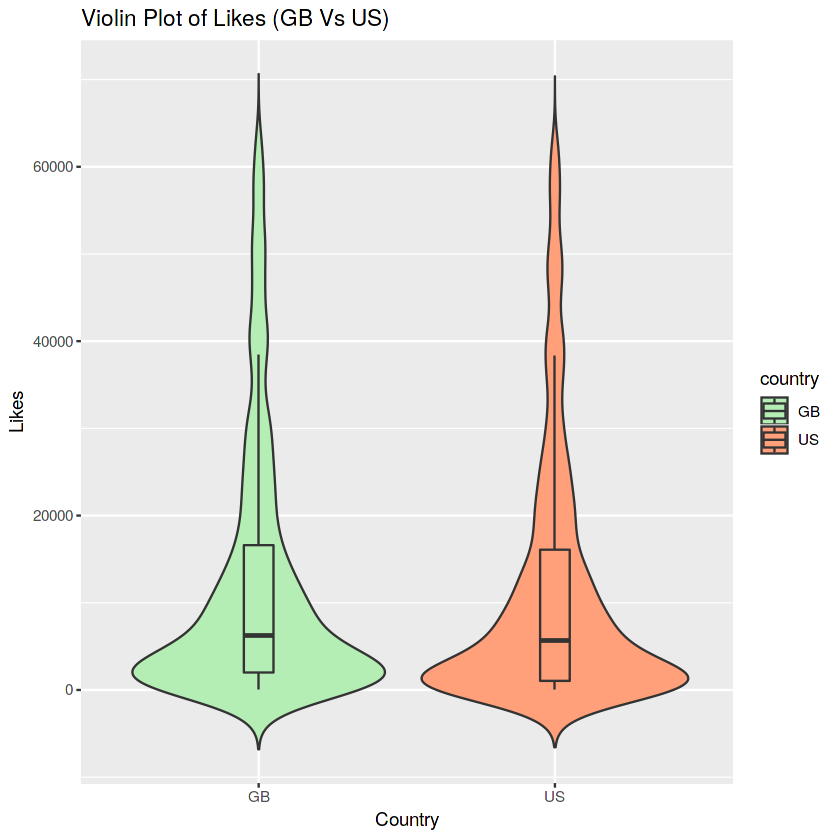 Violin Plot of Likes (GB Vs US)
60000
40000
20000
0
Likes
GB
US
Country
country
GB
US